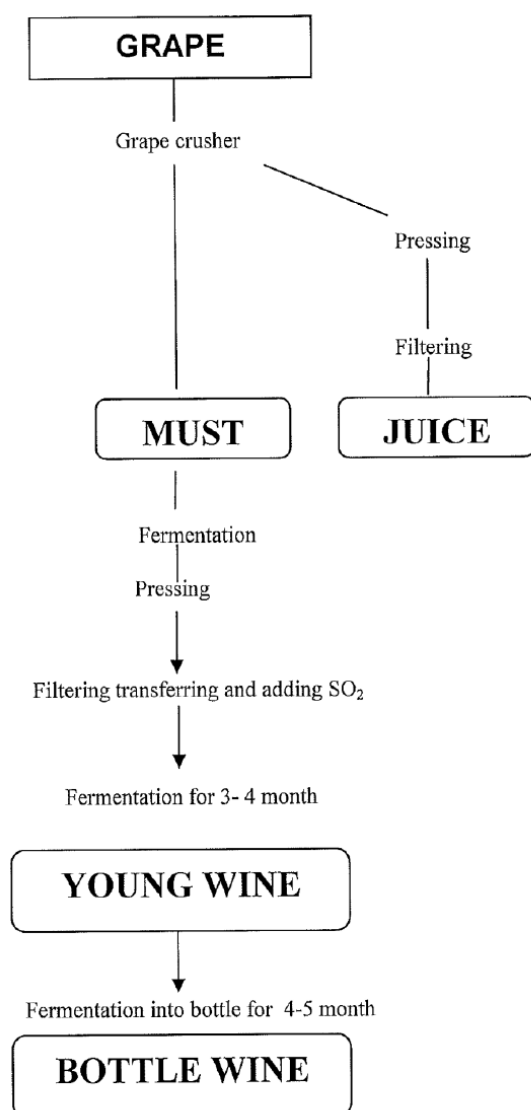 GRAPE
Grape crusher
Pressing
Filtering
MUST
JUICE
Fermentation
Pressing
Filtering transferring and adding SO₂
Fermentation for 3- 4 month
YOUNG WINE
Fermentation into bottle for 4-5 month
BOTTLE WINE